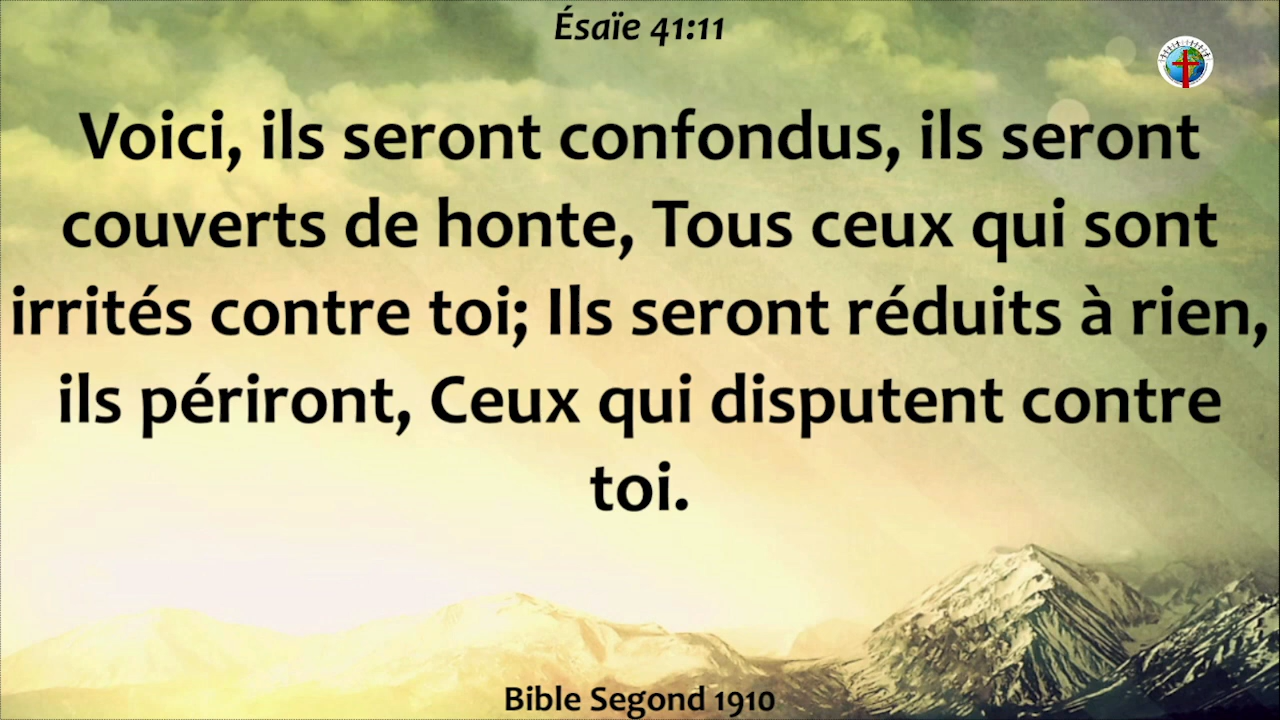 Ésaïe 41:11
Voici, ils seront confondus, ils seront
couverts de honte, Tous ceux qui sont
irrités contre toi; Ils seront réduits à rien,
ils périront, Ceux qui disputent contre
toi.
Bible Segond 1910